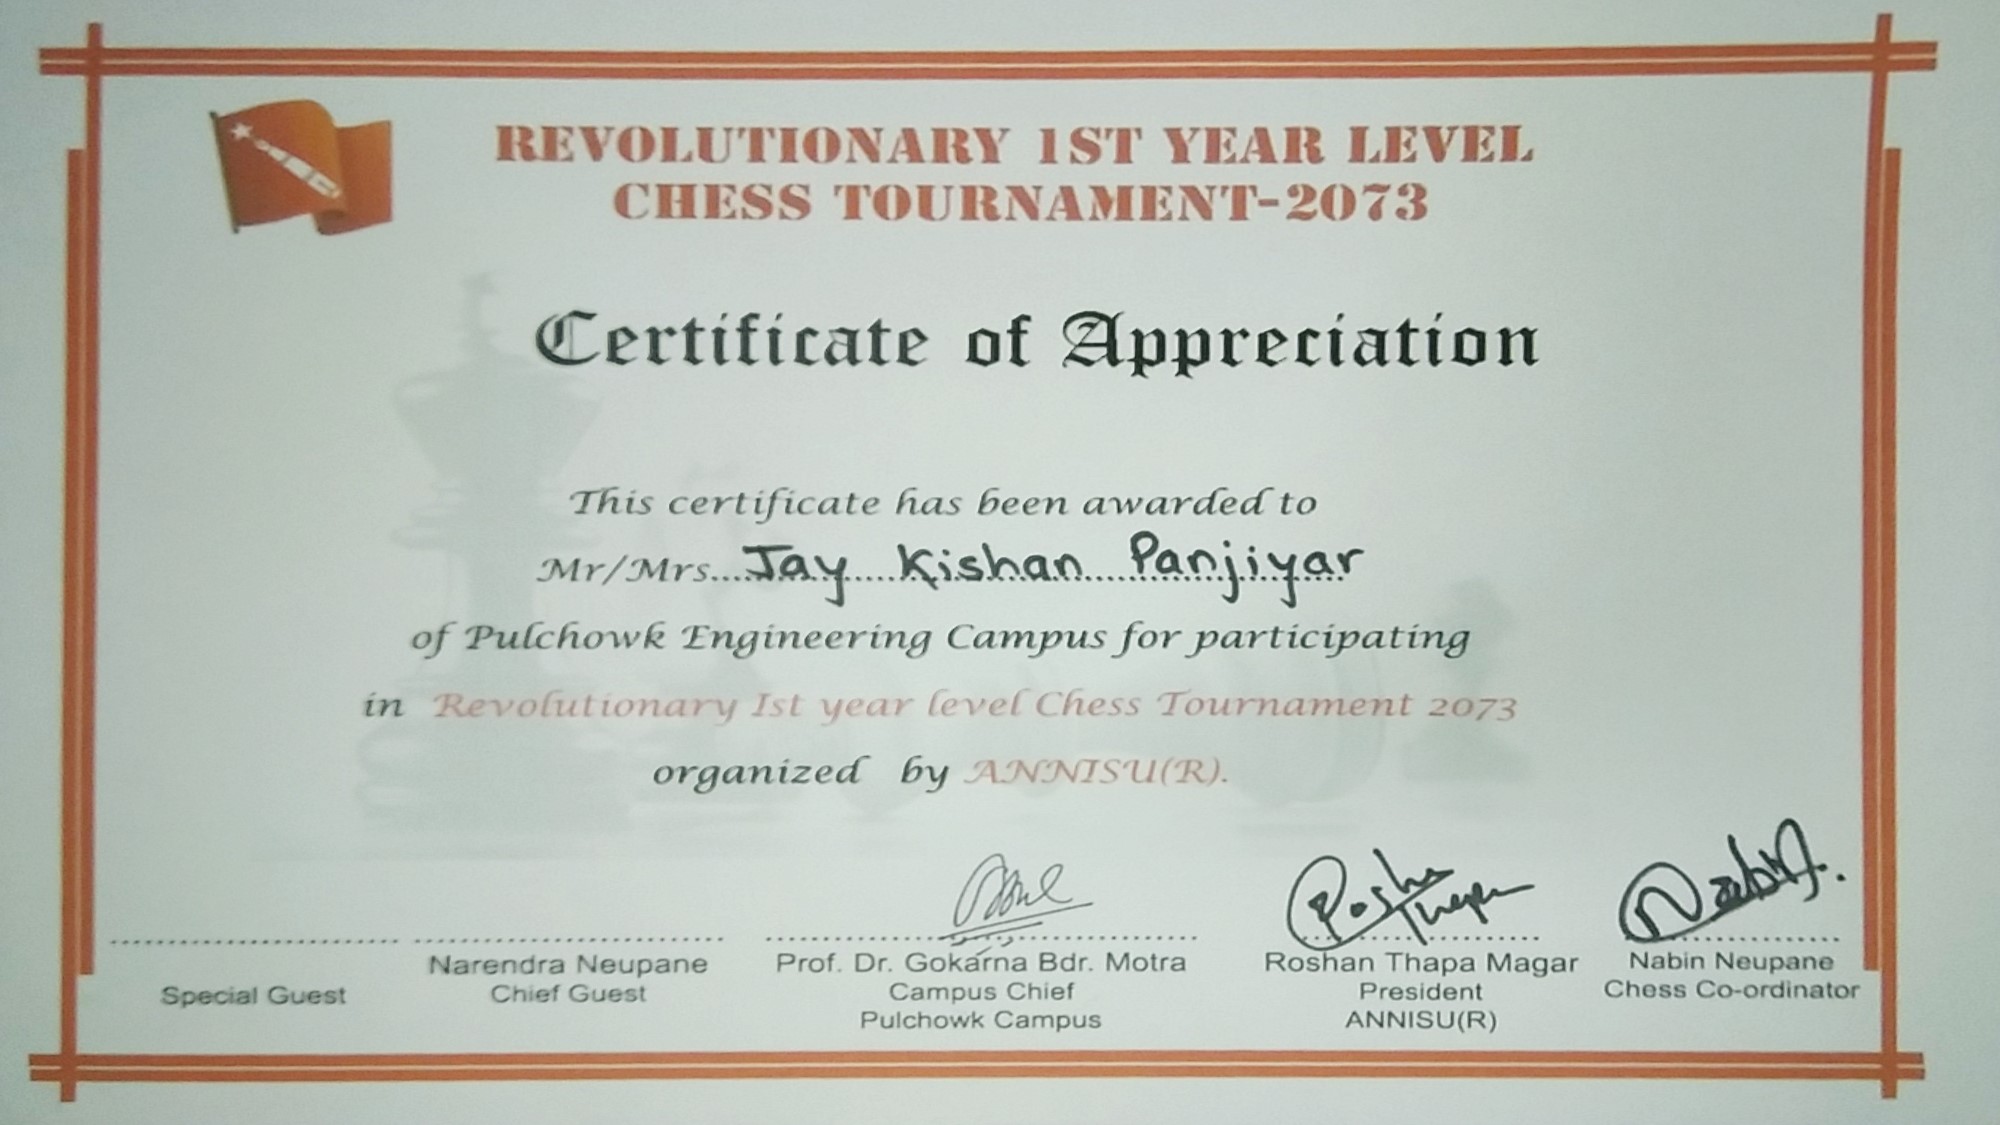 REVOLUTIONARY 1ST YEAR LEVEL
CHESS TOURNAMENT-2073
Certificate of Appreciation
This certificate has been awarded to
Mr/Mrs....Jay Kishan Panjiyar
of Pulchowk Engineering Campus for participating
in Revolutionary Ist year level Chess Tournament 2073
organized by ANNISU(R).
Special Guest
Narendra Neupane
Chief Guest
Prof. Dr. Gokarna Bdr. Motra
Campus Chief
Pulchowk Campus
Roshan Thapa
Roshan Thapa Magar
President
ANNISU(R)
Nabin Neupane
Chess Co-ordinator